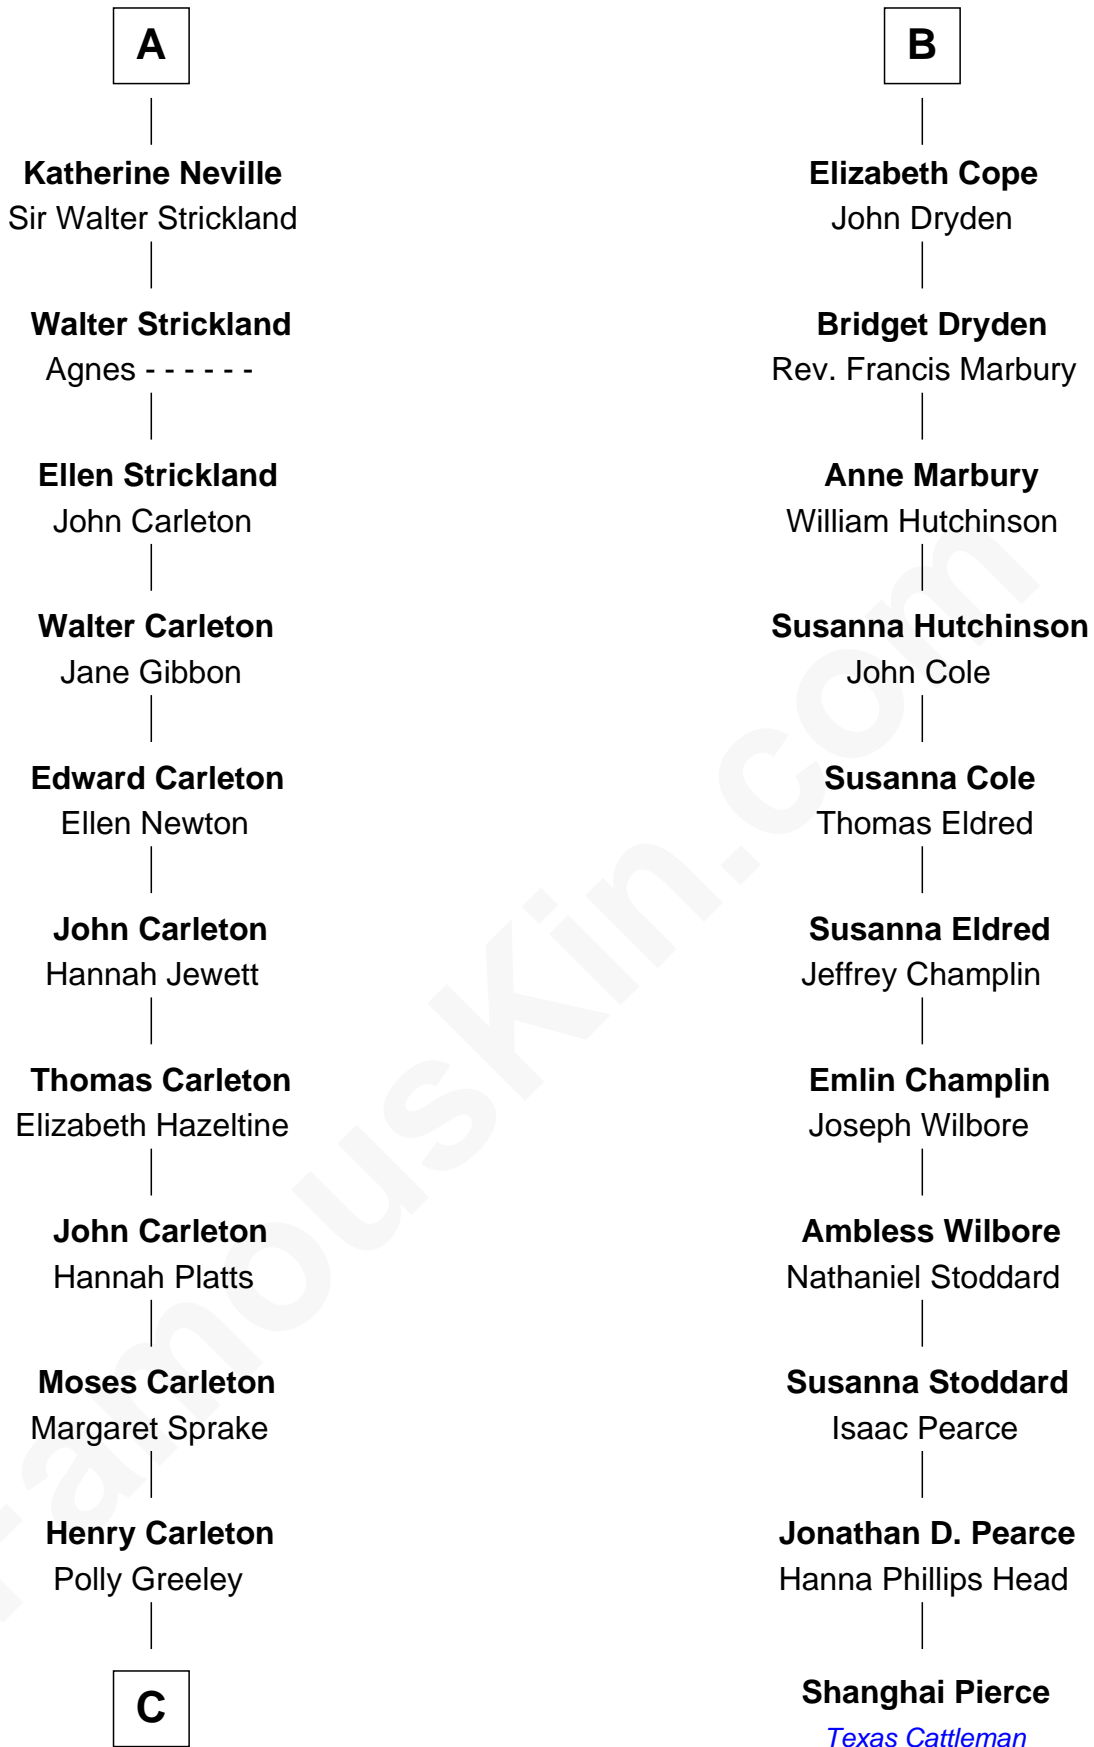 A
Katherine Neville
Sir Walter Strickland
Walter Strickland
Agnes - - - - - -
Ellen Strickland
John Carleton
Walter Carleton
Jane Gibbon
Edward Carleton
Ellen Newton
John Carleton
Hannah Jewett
Thomas Carleton
Elizabeth Hazeltine
John Carleton
Hannah Platts
Moses Carleton
Margaret Sprake
Henry Carleton
Polly Greeley
C
B
Elizabeth Cope
John Dryden
Bridget Dryden
Rev. Francis Marbury
Anne Marbury
William Hutchinson
Susanna Hutchinson
John Cole
Susanna Cole
Thomas Eldred
Susanna Eldred
Jeffrey Champlin
Emlin Champlin
Joseph Wilbore
Ambless Wilbore
Nathaniel Stoddard
Susanna Stoddard
Isaac Pearce
Jonathan D. Pearce
Hanna Phillips Head
Shanghai Pierce
Texas Cattleman
FamousKin.com